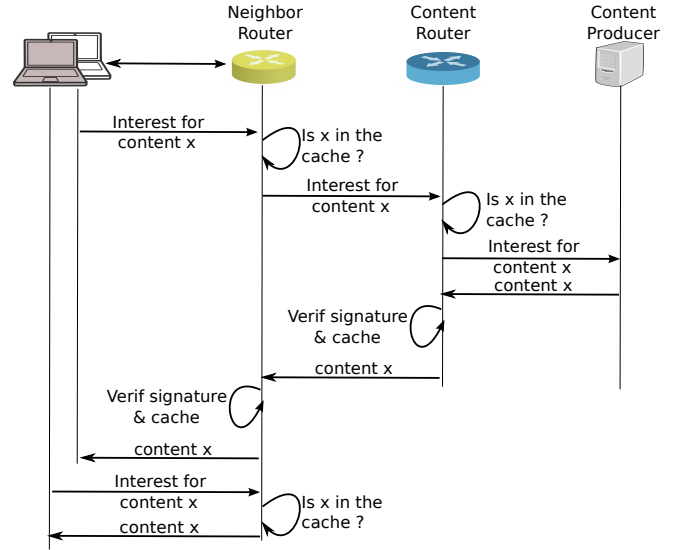 Neighbor
Router
Content
Router
Content
Producer
Interest for
content x
Is x in the
cache ?
Interest for
content x
Is x in the
cache ?
Interest for
content x
content x
Verif signature
& cache
content x
Verif signature
& cache
content x
Interest for
content x
Is x in the
cache ?
content x